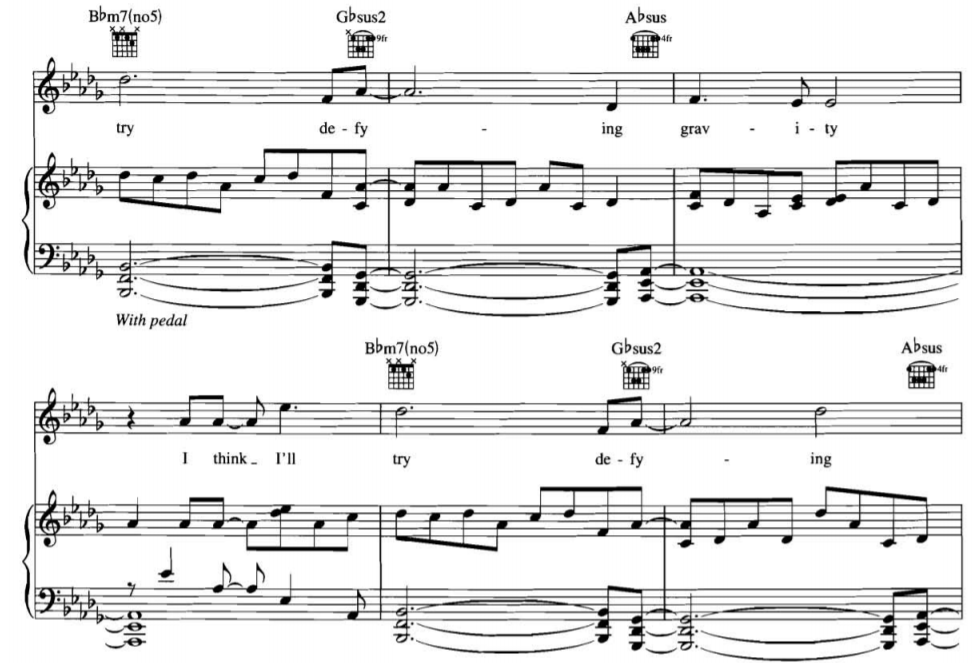 B♭m7(no5) G♭sus2 A♭sus
9fr 4fr
try de - fy - ing grav - i - ty
With pedal
B♭m7(no5) G♭sus2 A♭sus
9fr 4fr
I think I'll try de - fy - ing